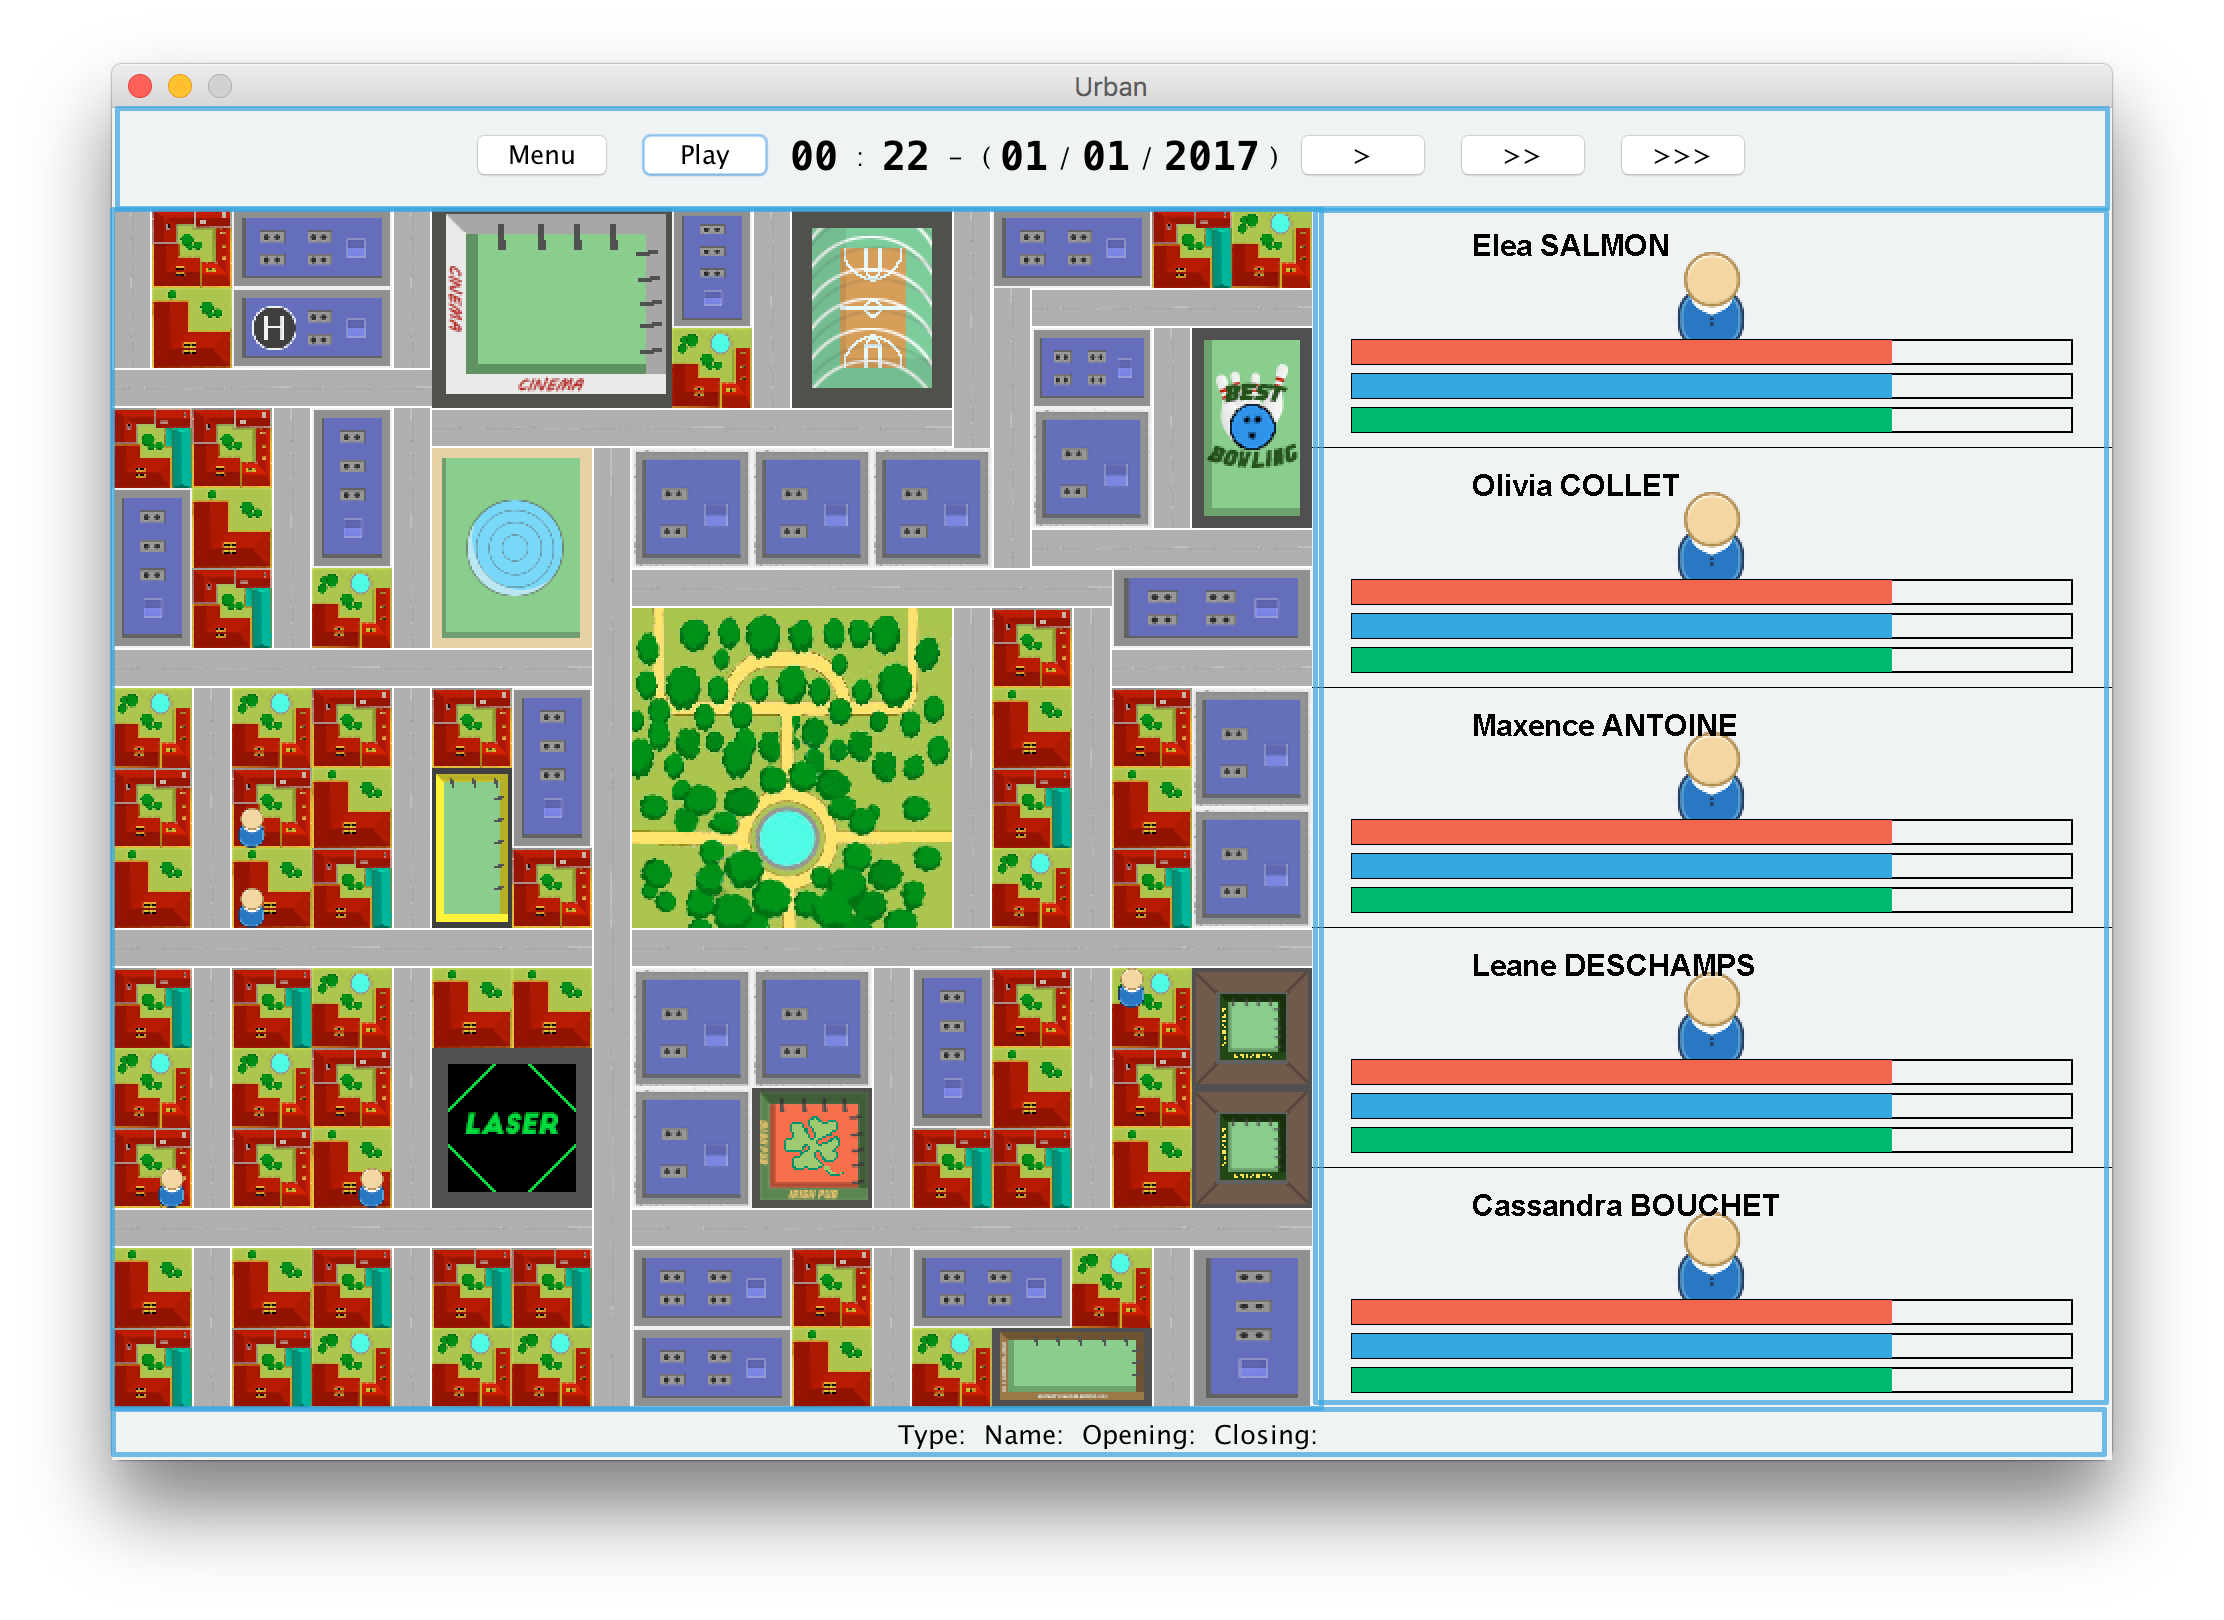 Urban
Menu Play 00 : 22 - ( 01 / 01 / 2017 ) > >> >>>
CINEMA
CINEMA
H
BEST
BOWLING
LASER
IRISH PUB
Elea SALMON
Olivia COLLET
Maxence ANTOINE
Leane DESCHAMPS
Cassandra BOUCHET
Type: Name: Opening: Closing: